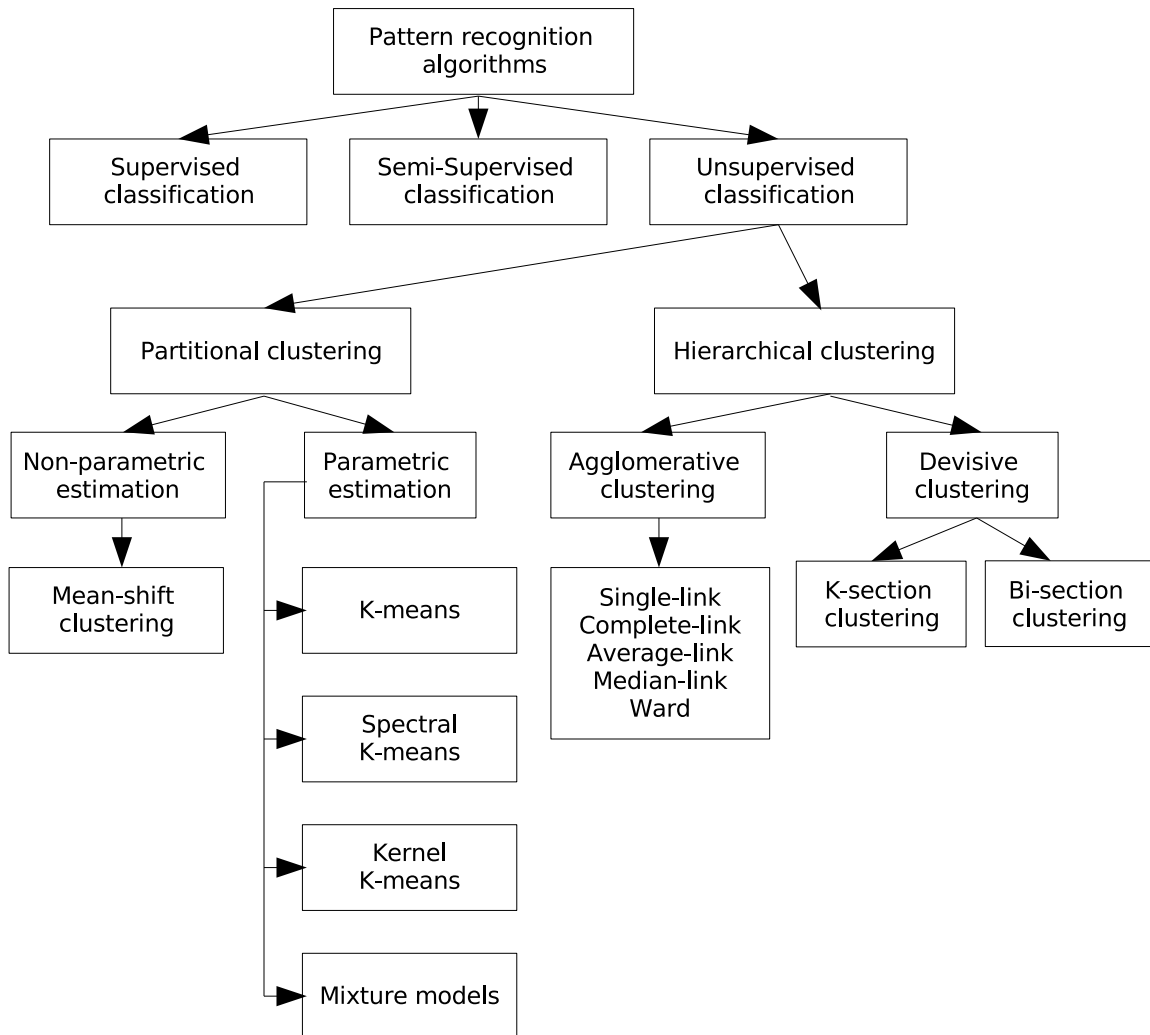 Pattern recognition
algorithms
Supervised
classification
Semi-Supervised
classification
Unsupervised
classification
Partitional clustering
Hierarchical clustering
Non-parametric
estimation
Parametric
estimation
Agglomerative
clustering
Devisive
clustering
Mean-shift
clustering
K-means
Single-link
Complete-link
Average-link
Median-link
Ward
K-section
clustering
Bi-section
clustering
Spectral
K-means
Kernel
K-means
Mixture models